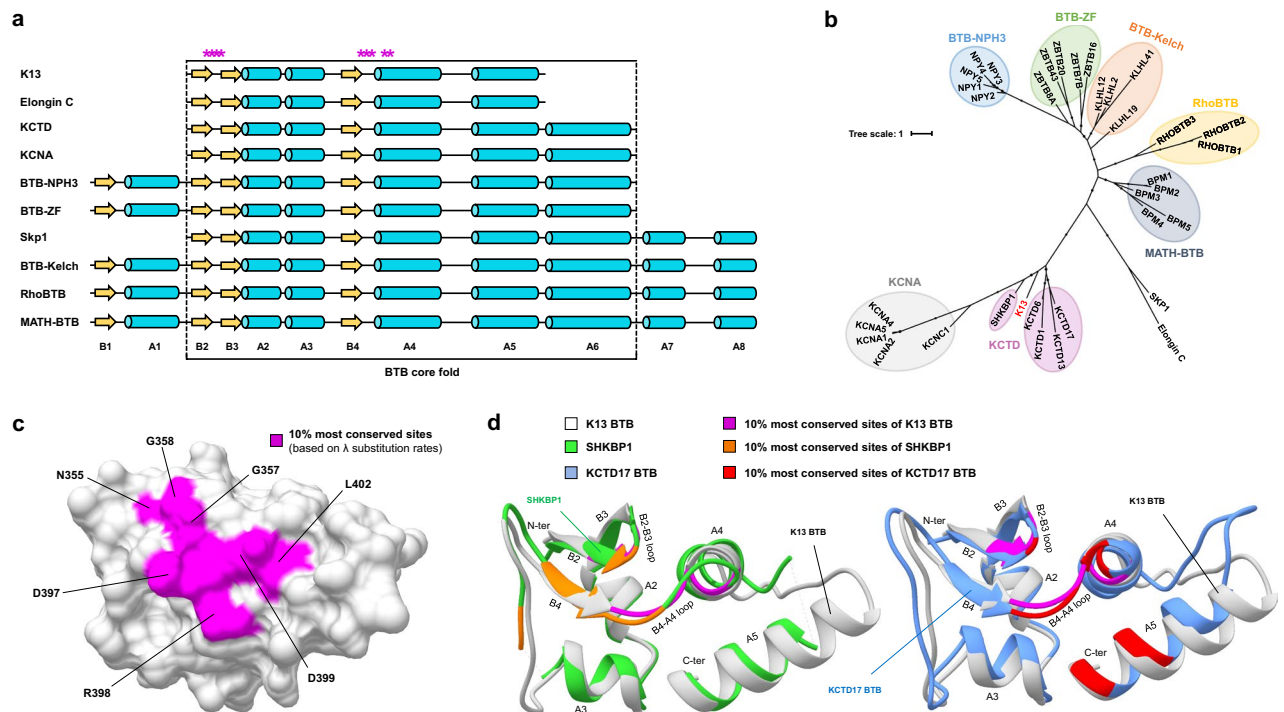 a
**** *** **
K13
Elongin C
KCTD
KCNA
BTB-NPH3
BTB-ZF
Skp1
BTB-Kelch
RhoBTB
MATH-BTB
B1 A1 B2 B3 A2 A3 B4 A4 A5 A6 A7 A8
BTB core fold
b
BTB-NPH3
BTB-ZF
BTB-Kelch
RhoBTB
MATH-BTB
KCNA
KCTD
Tree scale: 1
NPY4
NPY3
NPY5
NPY1
NPY2
ZBTB8A
ZBTB43
ZBTB20
ZBTB7B
ZBTB16
KLHL12
KLHL2
KLHL41
KLHL19
RHOBTB3
RHOBTB2
RHOBTB1
BPM1
BPM2
BPM3
BPM4
BPM5
SKP1
Elongin C
KCTD17
KCTD13
KCTD1
KCTD6
K13
SHKBP1
KCNC1
KCNA4
KCNA5
KCNA1
KCNA2
c
10% most conserved sites
(based on λ substitution rates)
G358
N355
G357
L402
D397
R398
D399
d
K13 BTB
SHKBP1
KCTD17 BTB
10% most conserved sites of K13 BTB
10% most conserved sites of SHKBP1
10% most conserved sites of KCTD17 BTB
SHKBP1
N-ter
B3
B2-B3 loop
A4
K13 BTB
B2
A2
B4
B4-A4 loop
A5
C-ter
A3
N-ter
B3
B2-B3 loop
A4
K13 BTB
B2
A2
B4
B4-A4 loop
A5
C-ter
KCTD17 BTB
A3